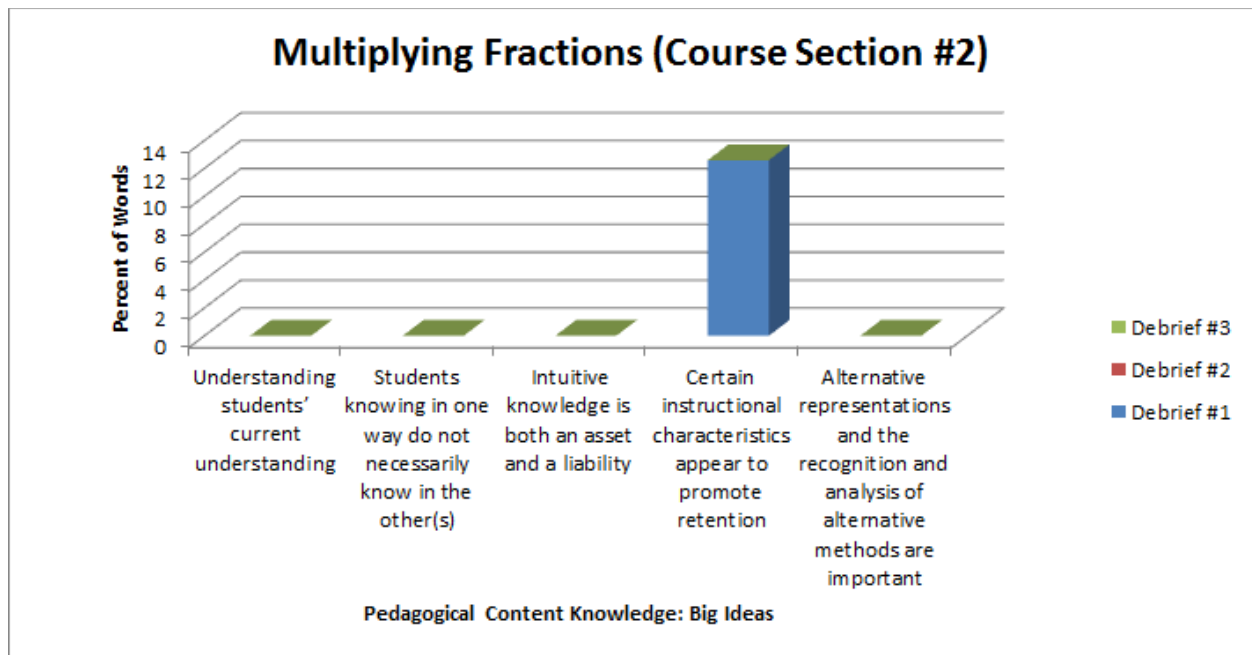 Multiplying Fractions (Course Section #2)
Percent of Words
14
12
10
8
6
4
2
0
Understanding
students’
current
understanding
Students
knowing in one
way do not
necessarily
know in the
other(s)
Intuitive
knowledge is
both an asset
and a liability
Certain
instructional
characteristics
appear to
promote
retention
Alternative
representations
and the
recognition and
analysis of
alternative
methods are
important
Pedagogical Content Knowledge: Big Ideas
Debrief #3
Debrief #2
Debrief #1